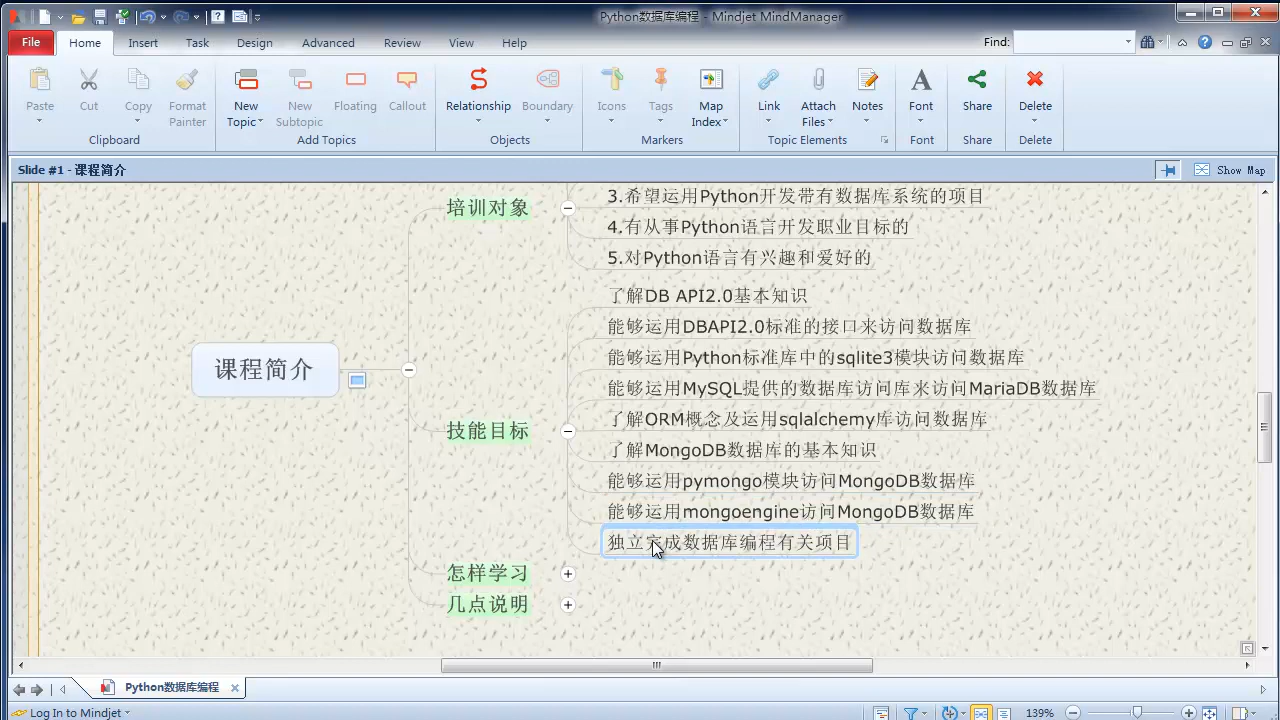 Python数据库编程 - Mindjet MindManager
File Home Insert Task Design Advanced Review View Help Find:
Paste Cut Copy Format Painter New Topic New Subtopic Floating Callout Relationship Boundary Icons Tags Map Index Link Attach Files Notes Font Share Delete
Clipboard Add Topics Objects Markers Topic Elements Font Share Delete
Slide #1 - 课程简介 Show Map
3.希望运用Python开发带有数据库系统的项目
培训对象
4.有从事Python语言开发职业目标的
5.对Python语言有兴趣和爱好的
了解DB API2.0基本知识
能够运用DBAPI2.0标准的接口来访问数据库
能够运用Python标准库中的sqlite3模块访问数据库
课程简介
能够运用MySQL提供的数据库访问库来访问MariaDB数据库
了解ORM概念及运用sqlalchemy库访问数据库
技能目标
了解MongoDB数据库的基本知识
能够运用pymongo模块访问MongoDB数据库
能够运用mongoengine访问MongoDB数据库
独立完成数据库编程有关项目
怎样学习
几点说明
Python数据库编程
Log In to Mindjet 139%